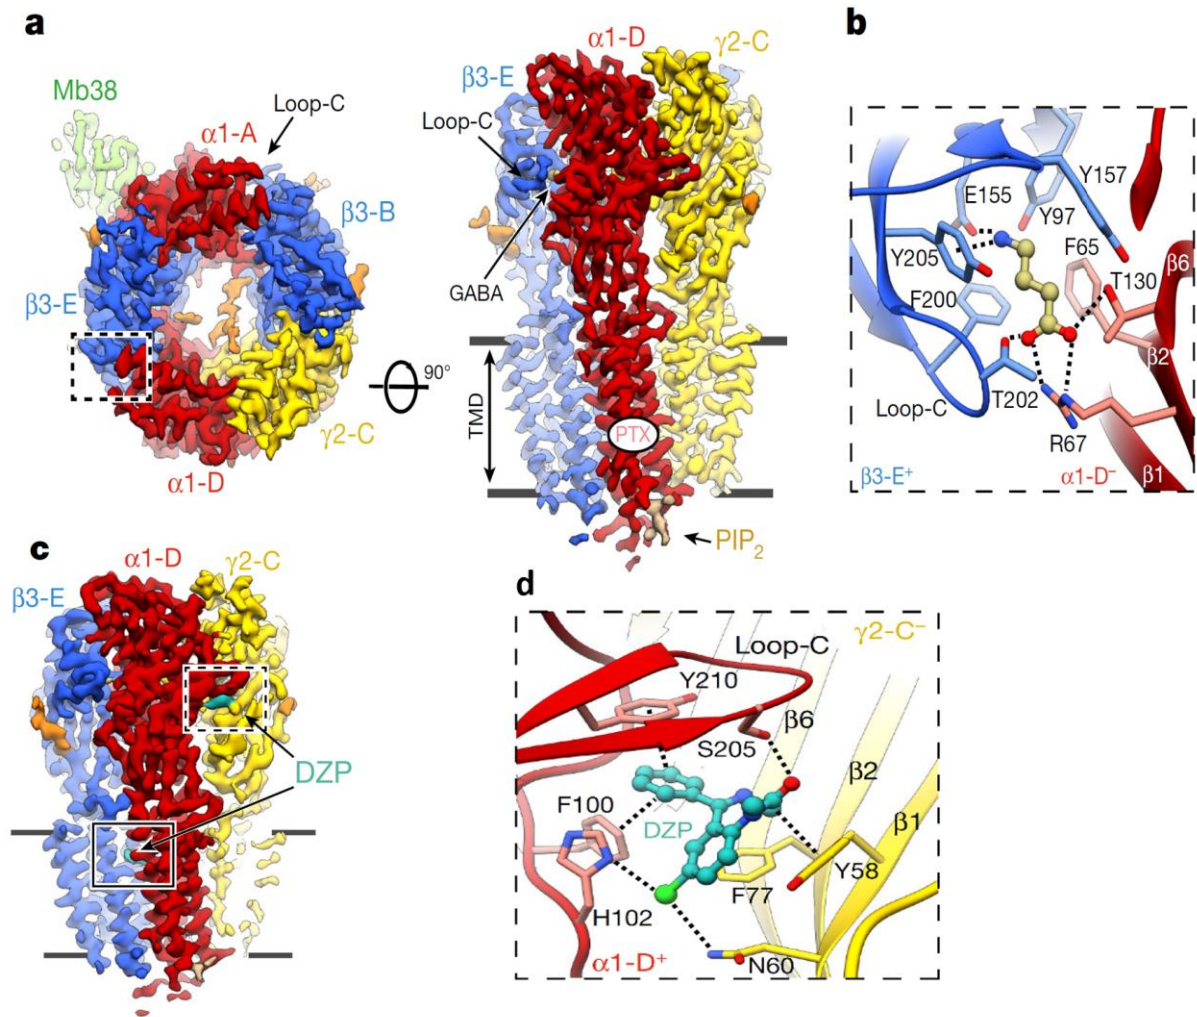 a
Mb38
α1-A
Loop-C
β3-B
β3-E
γ2-C
α1-D
90°
α1-D
γ2-C
β3-E
Loop-C
GABA
TMD
PTX
PIP₂
b
Y157
E155
Y97
Y205
F65
β6
T130
F200
β2
T202
Loop-C
R67
β1
β3-E⁺
α1-D⁻
c
α1-D
γ2-C
β3-E
DZP
d
γ2-C⁻
Loop-C
Y210
β6
S205
β2
F100
DZP
β1
Y58
F77
H102
N60
α1-D⁺